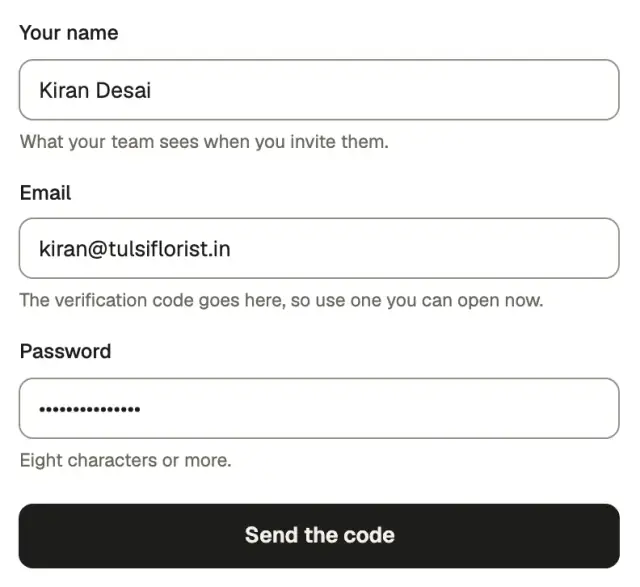 Your name
Kiran Desai
What your team sees when you invite them.
Email
kiran@tulsiflorist.in
The verification code goes here, so use one you can open now.
Password
•••••••••••••••
Eight characters or more.
Send the code